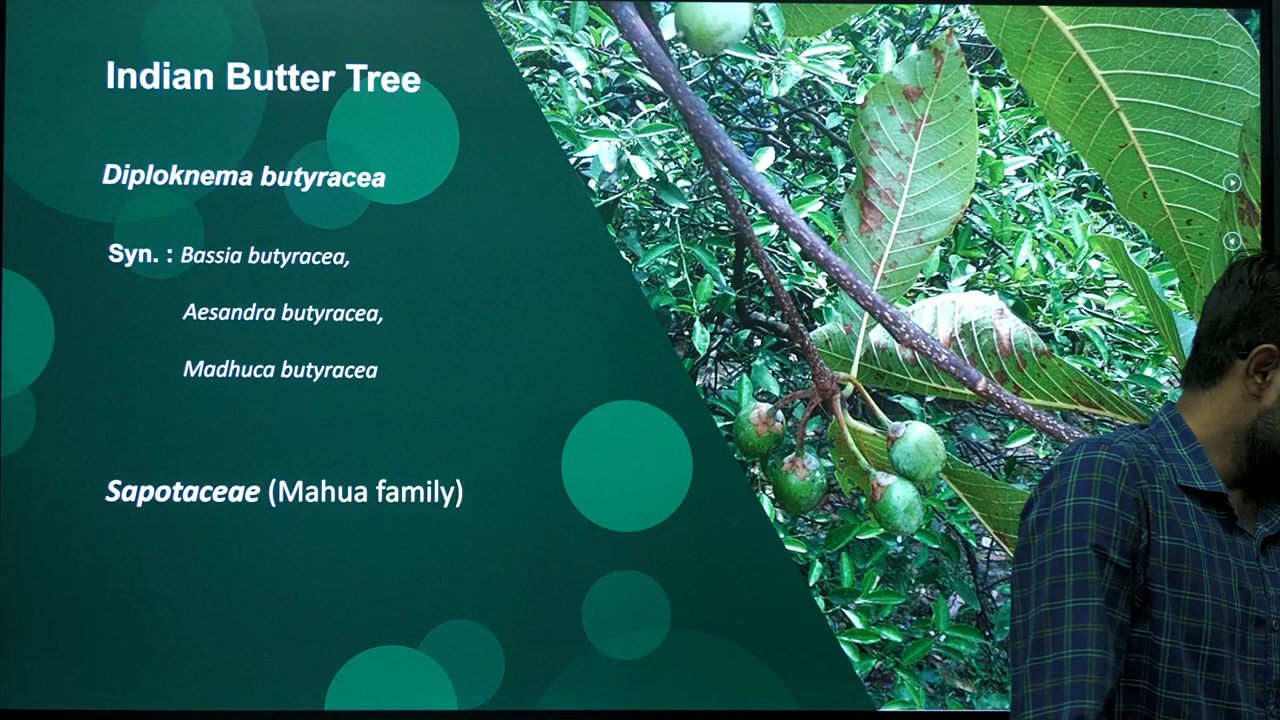 Indian Butter Tree
Diploknema butyracea
Syn. : Bassia butyracea,
Aesandra butyracea,
Madhuca butyracea
Sapotaceae (Mahua family)